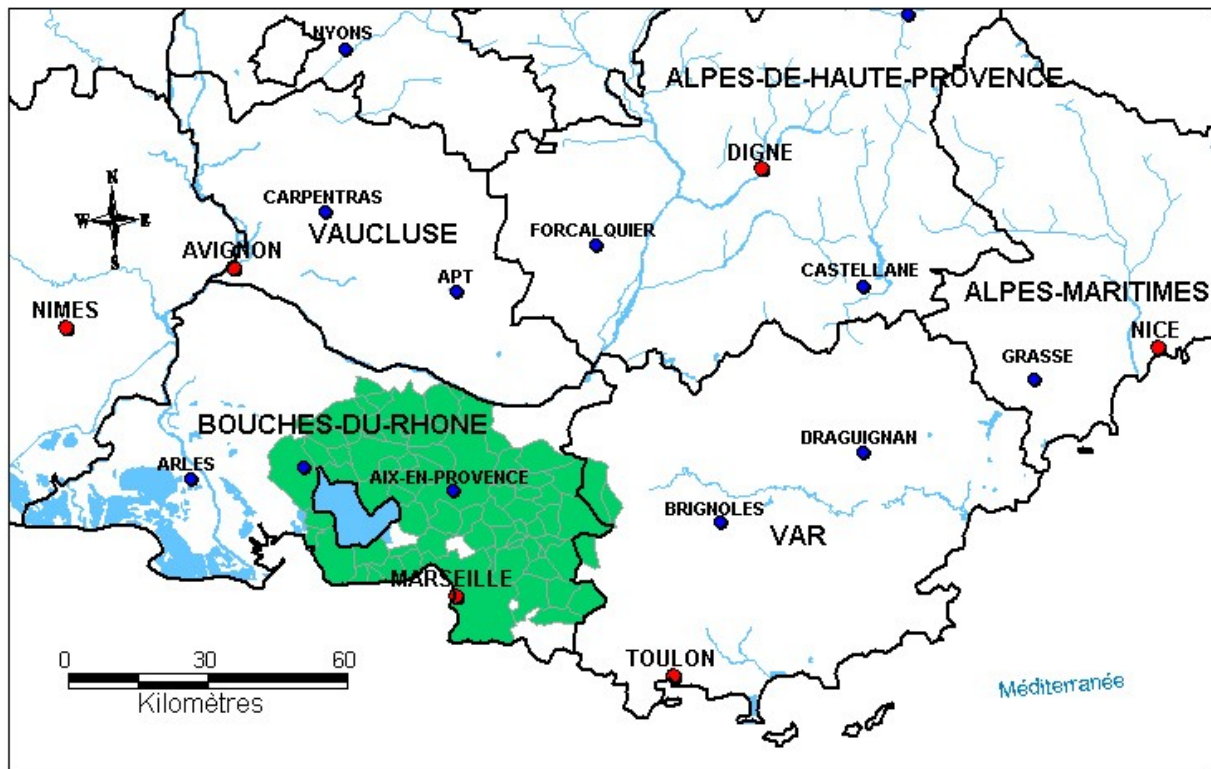 NYONS
ALPES-DE-HAUTE-PROVENCE
DIGNE
N
W E
S
CARPENTRAS
VAUCLUSE
FORCALQUIER
AVIGNON
APT
CASTELLANE
ALPES-MARITIMES
NIMES
NICE
GRASSE
BOUCHES-DU-RHONE
DRAGUIGNAN
ARLES
AIX-EN-PROVENCE
BRIGNOLES
VAR
MARSEILLE
TOULON
0 30 60
Kilomètres
Méditerranée